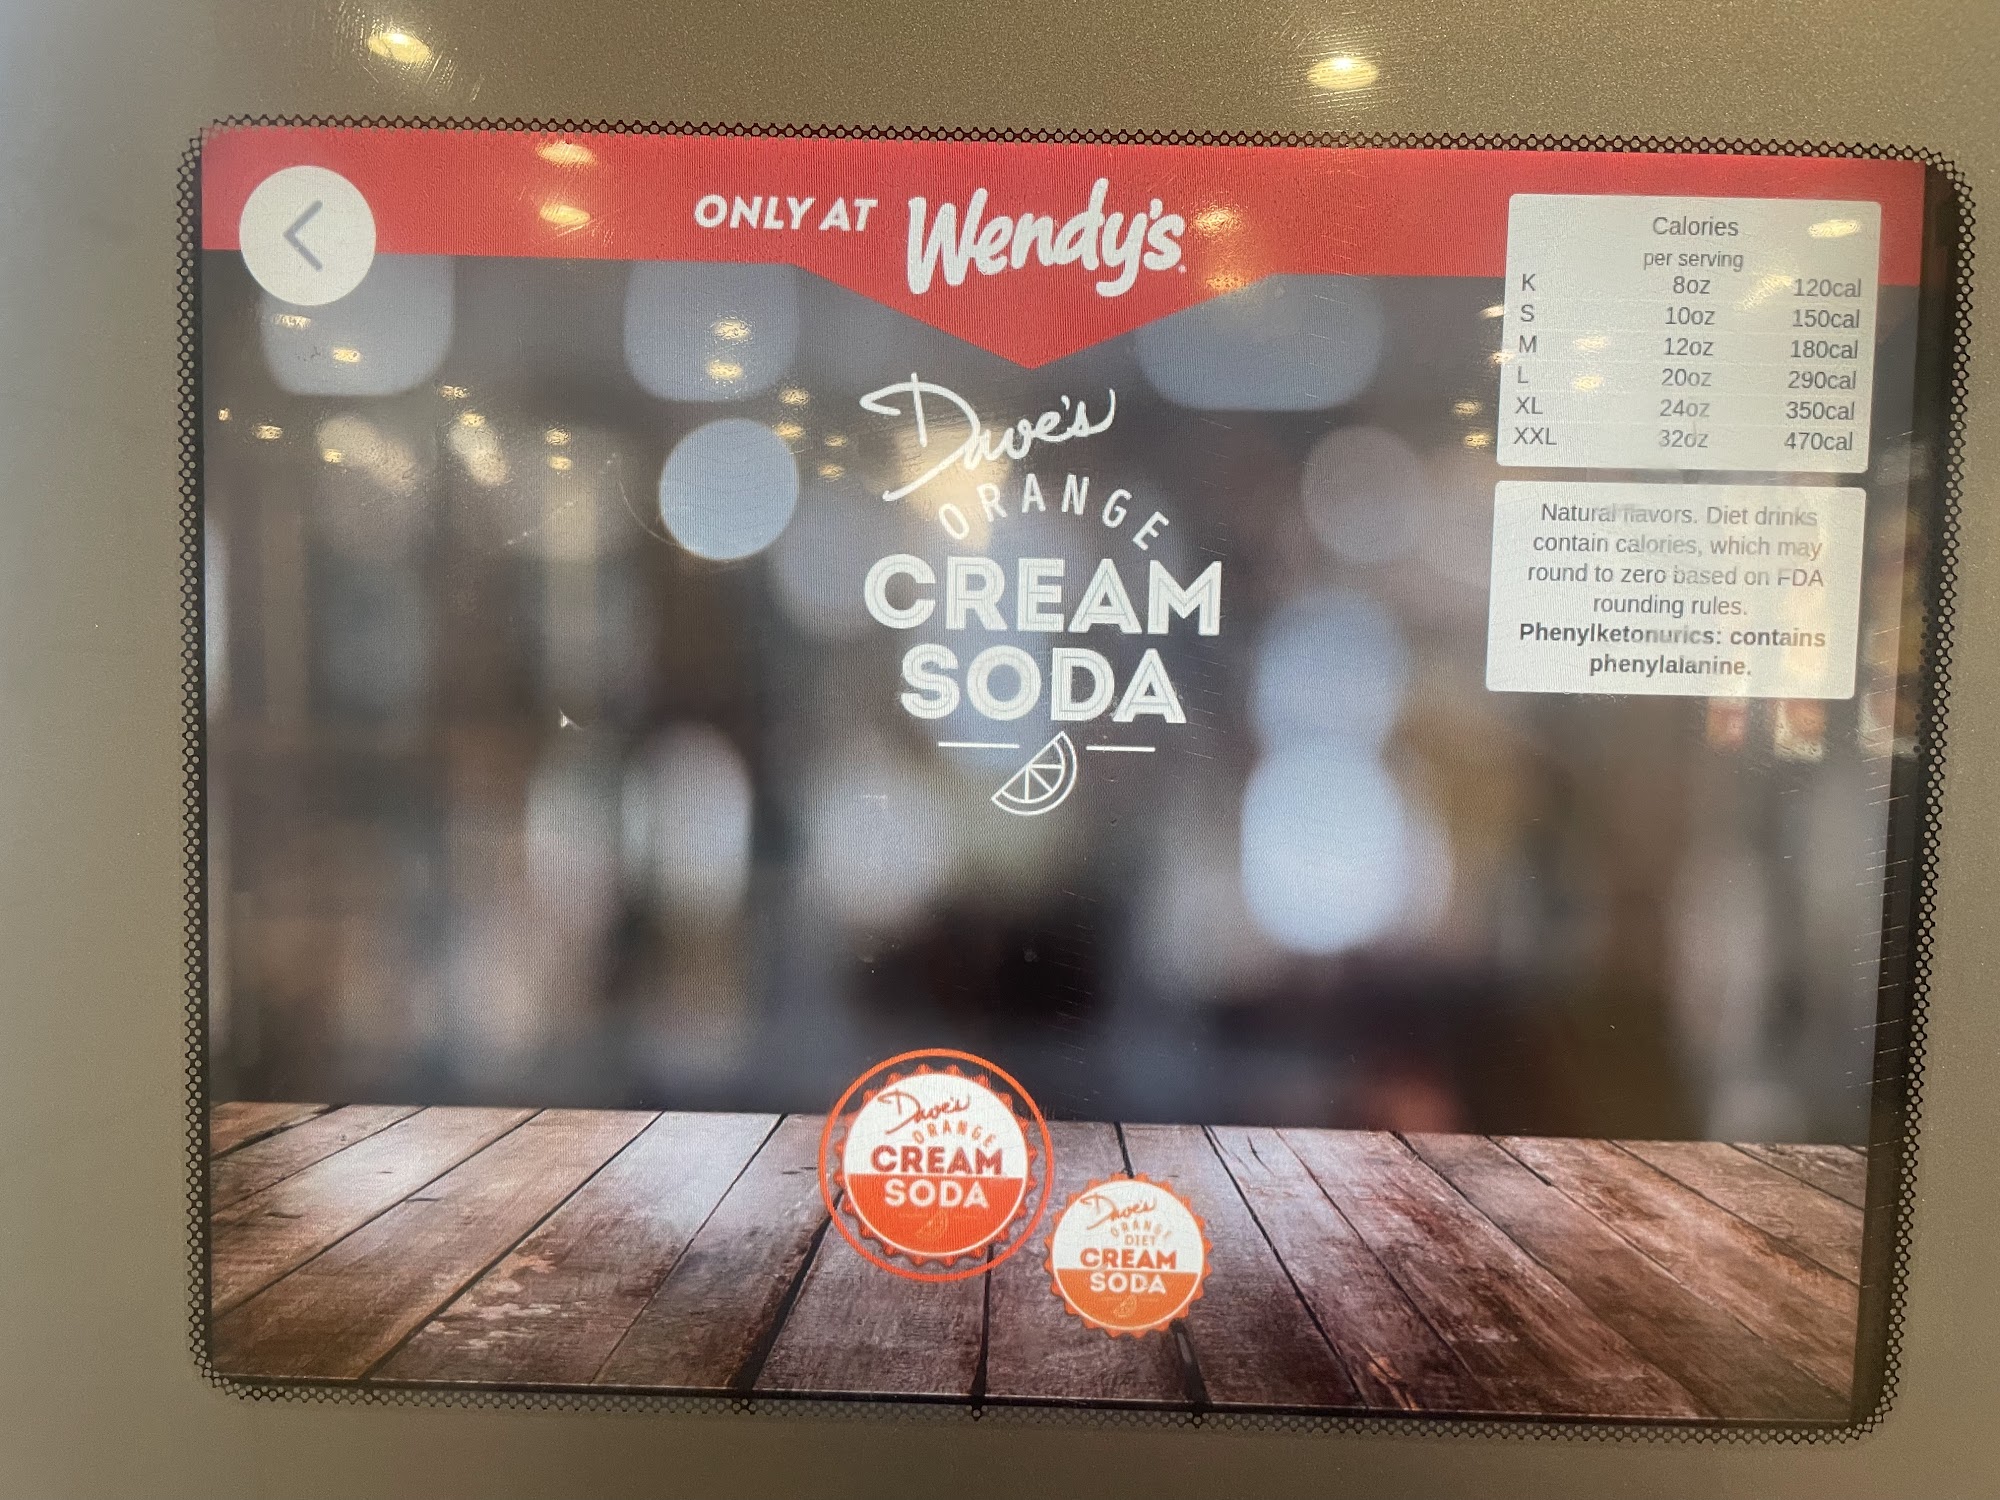 ONLY AT Wendy's
Calories
per serving
K 8oz 120cal
S 10oz 150cal
M 12oz 180cal
L 20oz 290cal
XL 24oz 350cal
XXL 32oz 470cal
Natural flavors. Diet drinks
contain calories, which may
round to zero based on FDA
rounding rules.
Phenylketonurics: contains
phenylalanine.
Dave's
ORANGE
CREAM
SODA
Dave's
ORANGE
CREAM
SODA
Dave's
ORANGE
DIET
CREAM
SODA